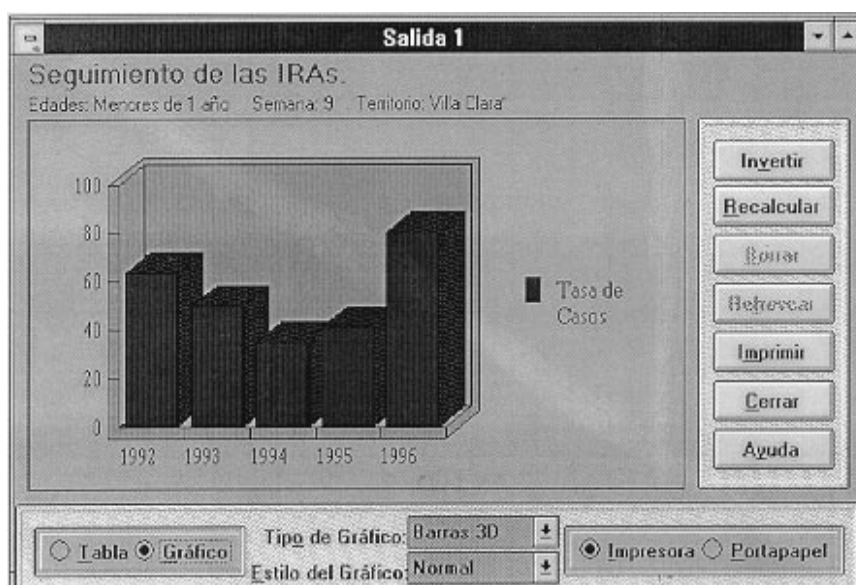 Salida 1
Seguimiento de las IRAs.
Edades: Menores de 1 año   Semana: 9   Territorio: Villa Clara
100
80
60
40
20
0
1992 1993 1994 1995 1996
Tasa de
Casos
Invertir
Recalcular
Borrar
Refrescar
Imprimir
Cerrar
Ayuda
Tabla Gráfico
Tipo de Gráfico: Barras 3D
Estilo del Gráfico: Normal
Impresora Portapapel